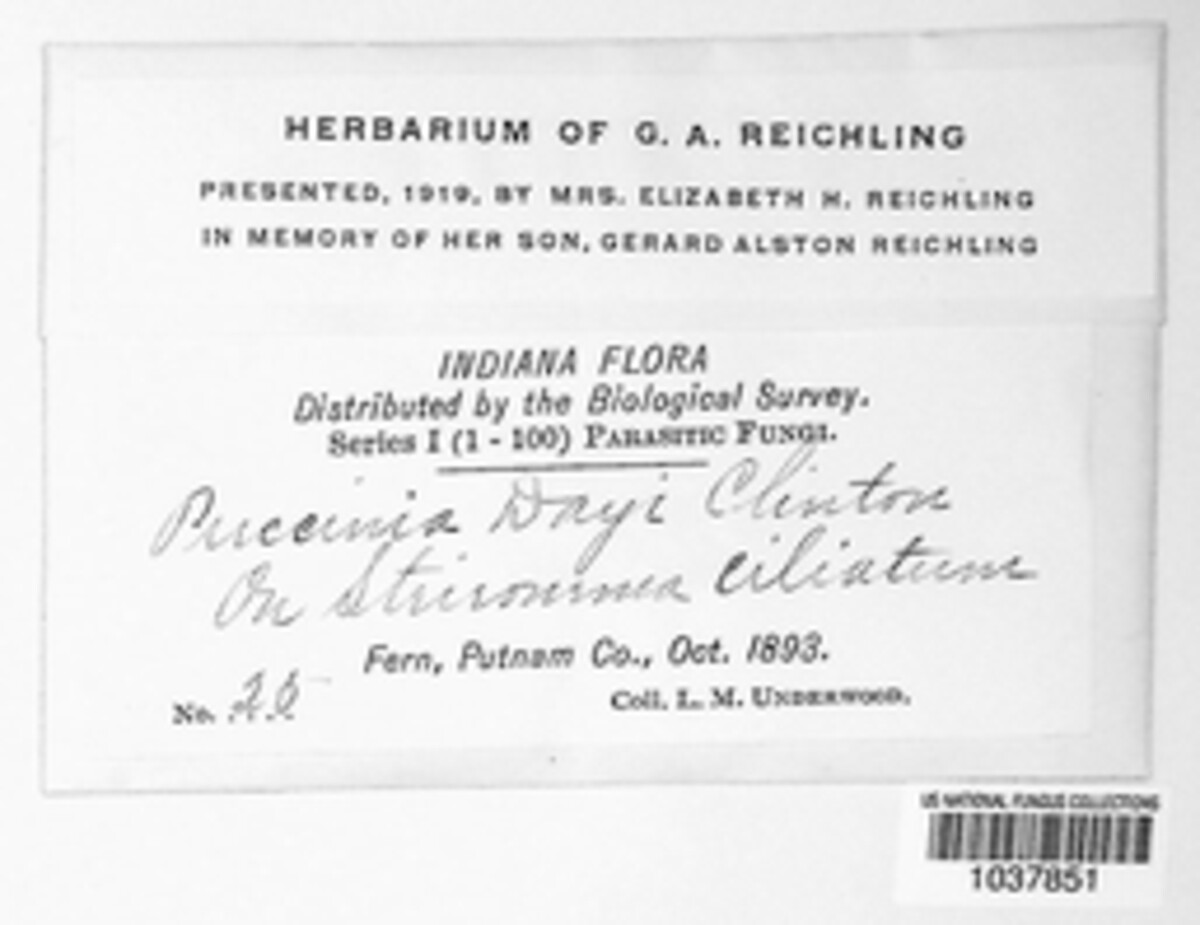 HERBARIUM OF G. A. REICHLING
PRESENTED, 1919, BY MRS. ELIZABETH H. REICHLING
IN MEMORY OF HER SON, GERARD ALSTON REICHLING
INDIANA FLORA
Distributed by the Biological Survey.
Series I (1 - 100) PARASITIC FUNGI.
Puccinia Dayi Clinton
On Stironema ciliatum
Fern, Putnam Co., Oct. 1893.
No. 25
Coll. L. M. UNDERWOOD.
US NATIONAL FUNGUS COLLECTIONS
1037851